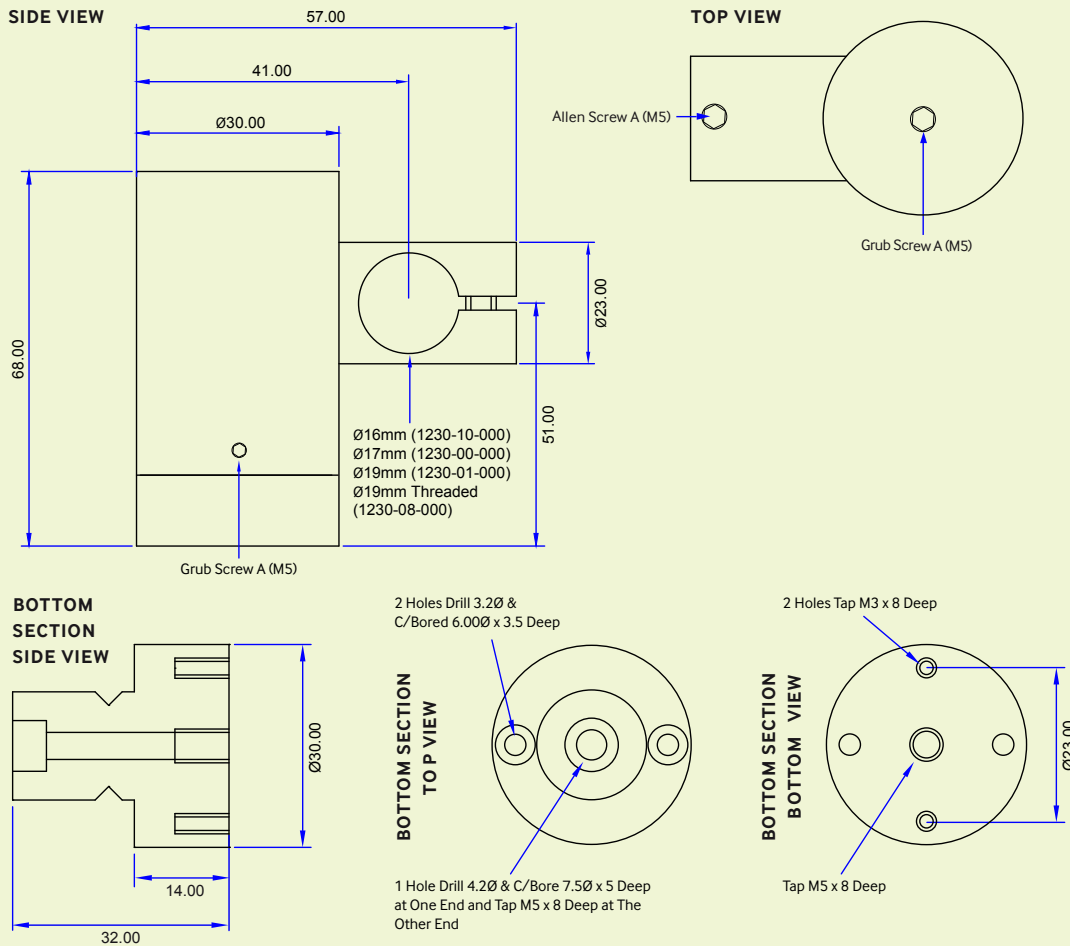 SIDE VIEW
57.00
41.00
Ø30.00
68.00
Ø23.00
51.00
Ø16mm (1230-10-000)
Ø17mm (1230-00-000)
Ø19mm (1230-01-000)
Ø19mm Threaded
(1230-08-000)
Grub Screw A (M5)
TOP VIEW
Allen Screw A (M5)
Grub Screw A (M5)
BOTTOM
SECTION
SIDE VIEW
Ø30.00
14.00
32.00
2 Holes Drill 3.2Ø &
C/Bored 6.00Ø x 3.5 Deep
BOTTOM SECTION
TOP VIEW
1 Hole Drill 4.2Ø & C/Bore 7.5Ø x 5 Deep
at One End and Tap M5 x 8 Deep at The
Other End
2 Holes Tap M3 x 8 Deep
BOTTOM SECTION
BOTTOM VIEW
Ø23.00
Tap M5 x 8 Deep